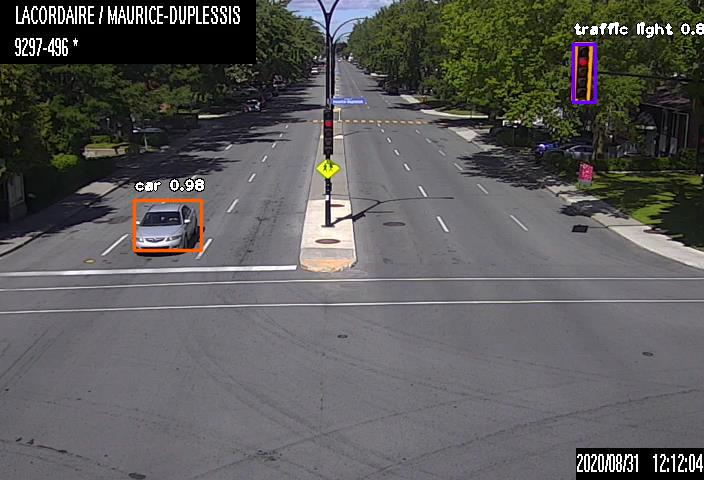 LACORDAIRE / MAURICE-DUPLESSIS
9297-496 *
traffic light 0.8
car 0.98
2020/08/31 12:12:04